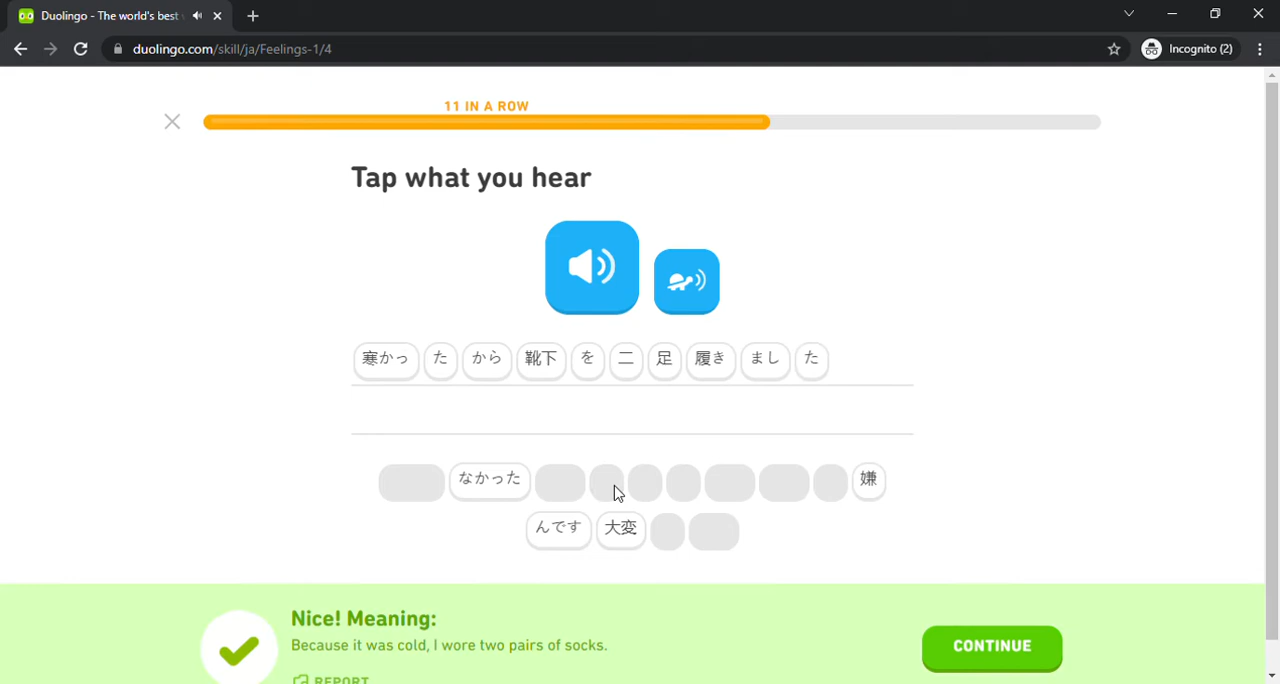 Duolingo - The world's best
duolingo.com/skill/ja/Feelings-1/4
Incognito (2)
11 IN A ROW
Tap what you hear
寒かっ た から 靴下 を 二 足 履き まし た
なかった 嫌
んです 大変
Nice! Meaning:
Because it was cold, I wore two pairs of socks.
CONTINUE
REPORT